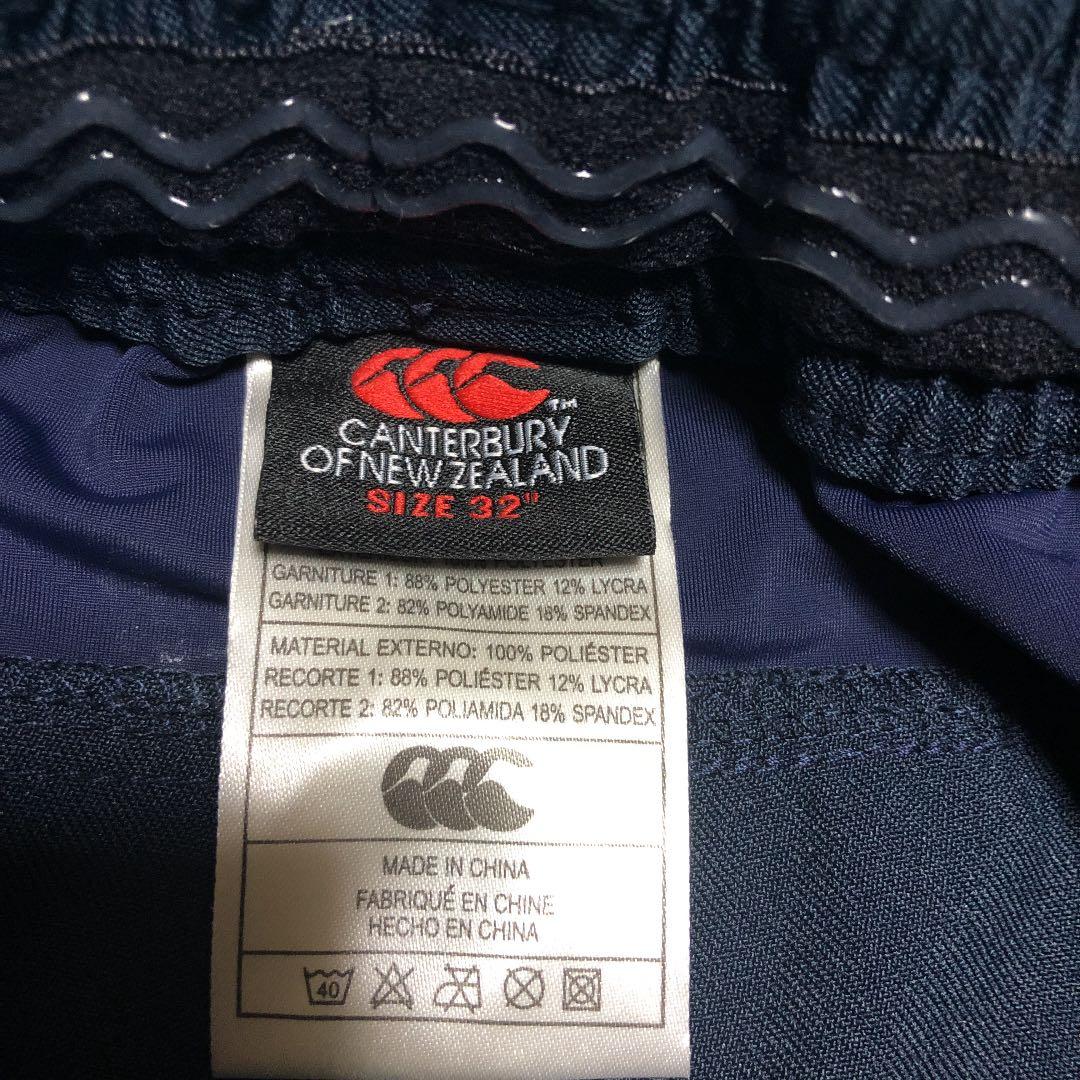 TM
CANTERBURY
OF NEW ZEALAND
SIZE 32"
GARNITURE 1: 88% POLYESTER 12% LYCRA
GARNITURE 2: 82% POLYAMIDE 18% SPANDEX
MATERIAL EXTERNO: 100% POLIÉSTER
RECORTE 1: 88% POLIÉSTER 12% LYCRA
RECORTE 2: 82% POLIAMIDA 18% SPANDEX
MADE IN CHINA
FABRIQUÉ EN CHINE
HECHO EN CHINA
40